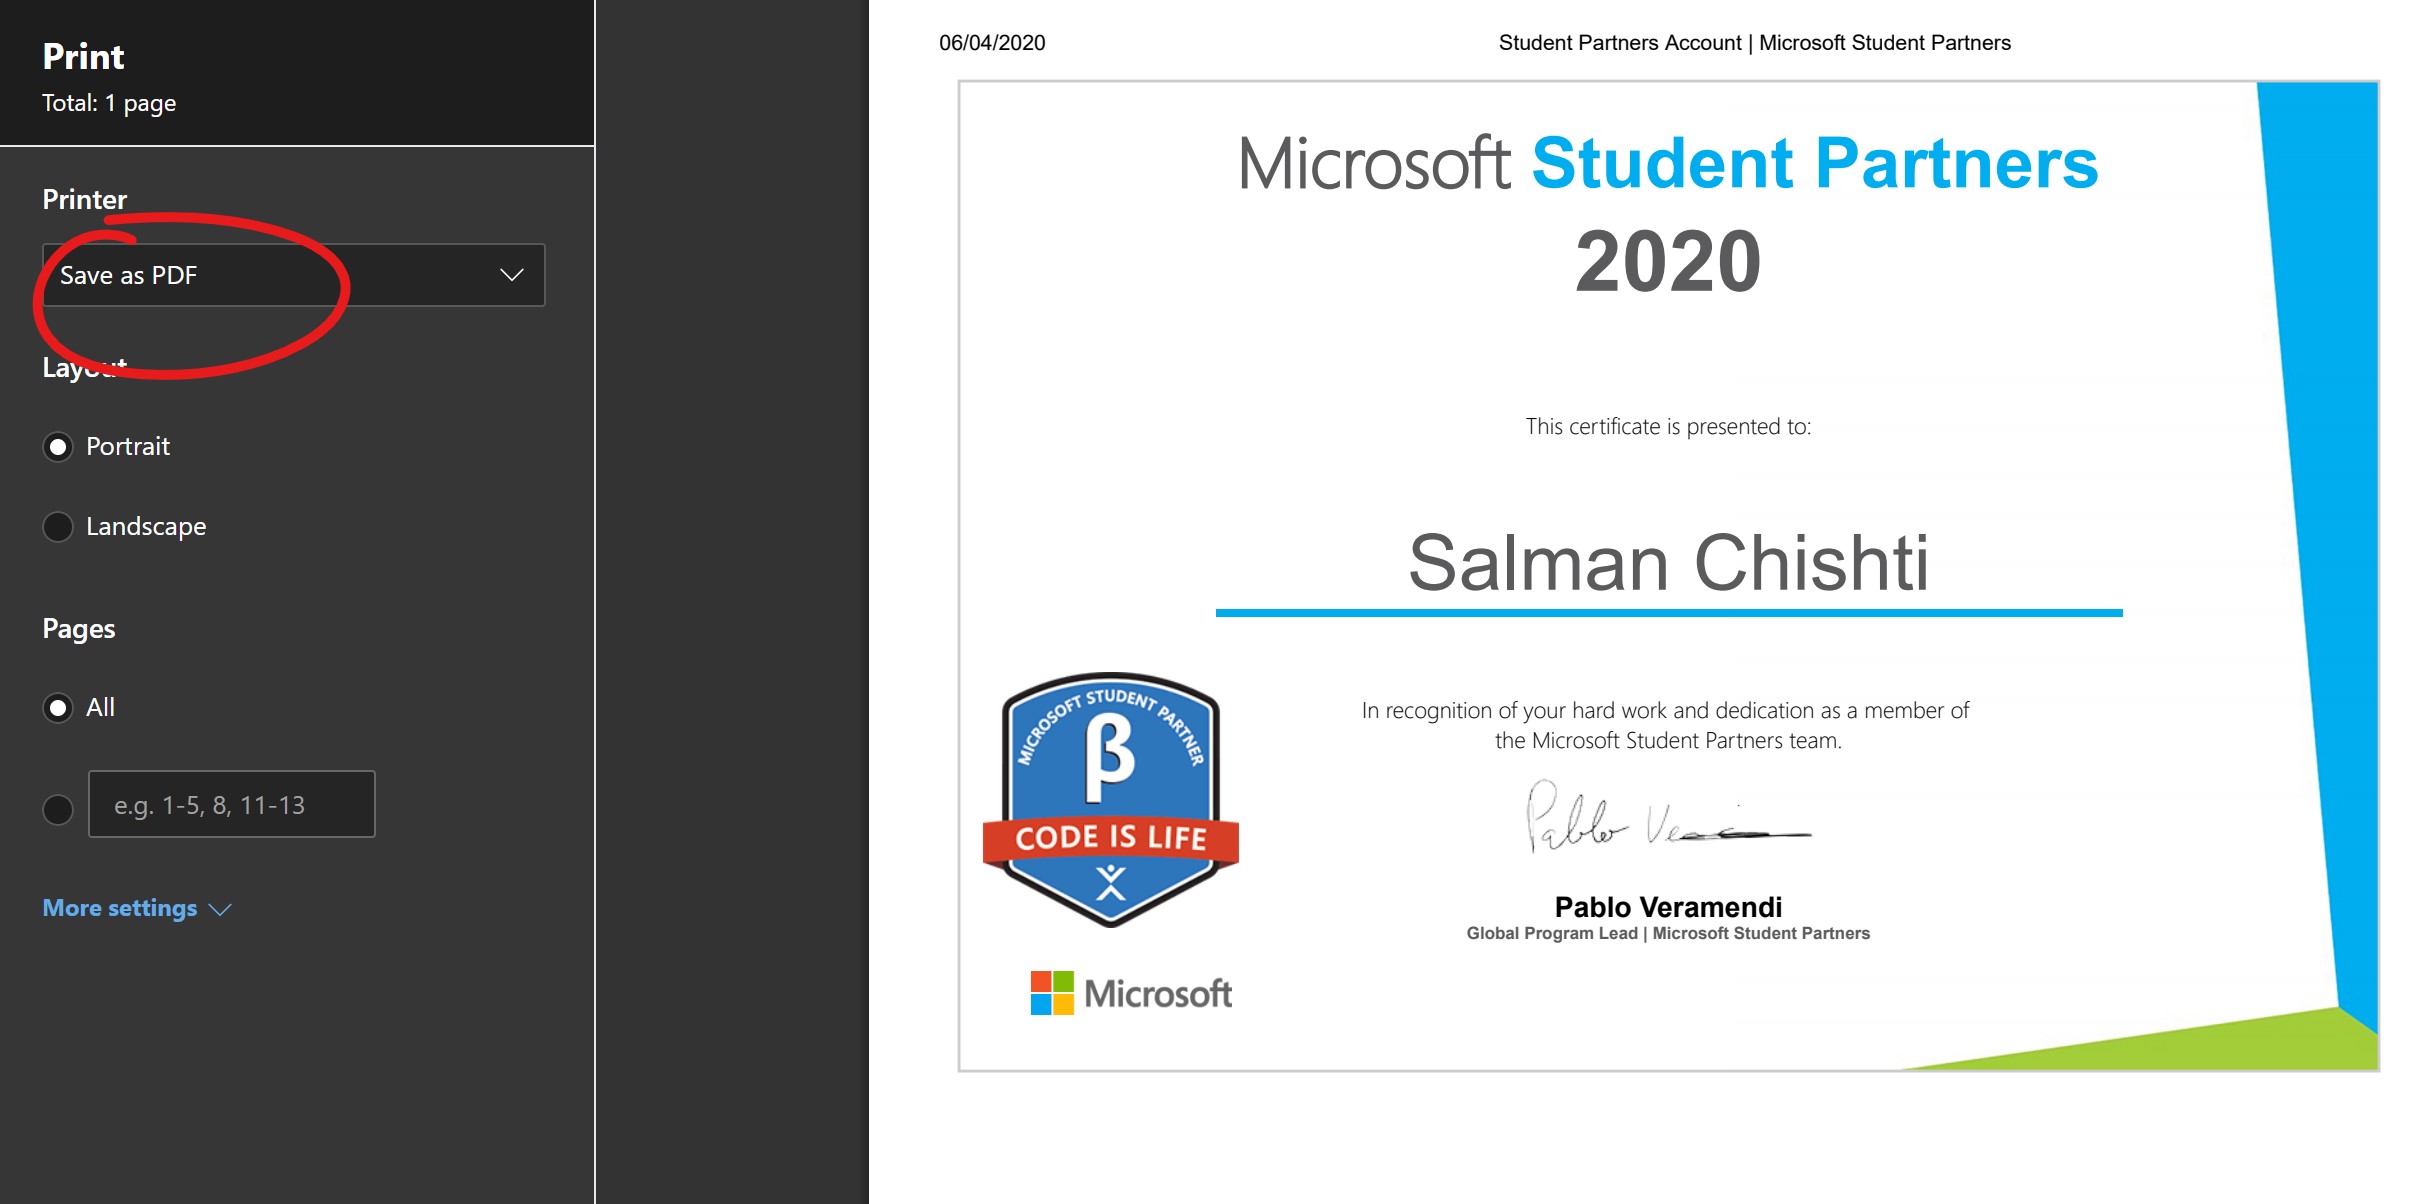 Print
Total: 1 page
Printer
Save as PDF
Layout
Portrait
Landscape
Pages
All
e.g. 1-5, 8, 11-13
More settings
06/04/2020
Student Partners Account | Microsoft Student Partners
Microsoft Student Partners
2020
This certificate is presented to:
Salman Chishti
MICROSOFT STUDENT PARTNER
β
CODE IS LIFE
In recognition of your hard work and dedication as a member of
the Microsoft Student Partners team.
Pablo Veramendi
Global Program Lead | Microsoft Student Partners
Microsoft